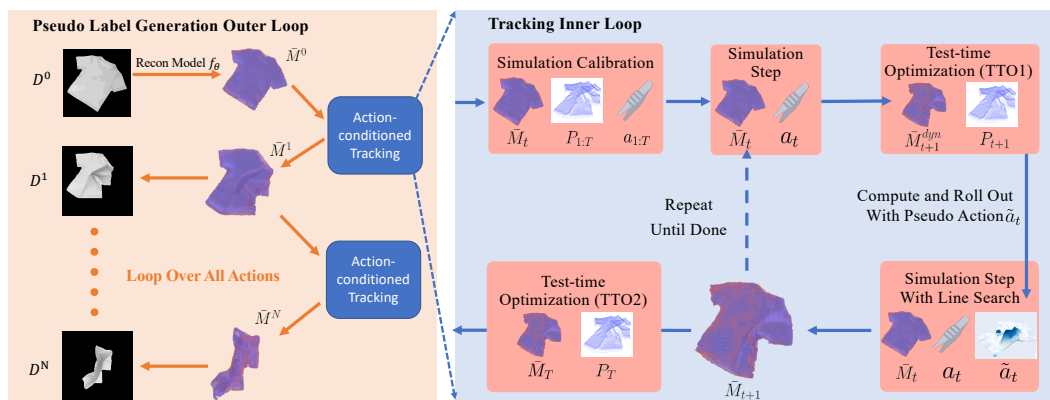 Pseudo Label Generation Outer Loop
D⁰
Recon Model f_θ
M̄⁰
Action-
conditioned
Tracking
M̄¹
D¹
Loop Over All Actions
Action-
conditioned
Tracking
M̄ᴺ
Dᴺ
Tracking Inner Loop
Simulation Calibration
M̄_t P_{1:T} a_{1:T}
Simulation
Step
M̄_t a_t
Test-time
Optimization (TTO1)
M̄^{dyn}_{t+1} P_{t+1}
Compute and Roll Out
With Pseudo Action ã_t
Repeat
Until Done
Simulation Step
With Line Search
M̄_t a_t ã_t
M̄_{t+1}
Test-time
Optimization (TTO2)
M̄_T P_T